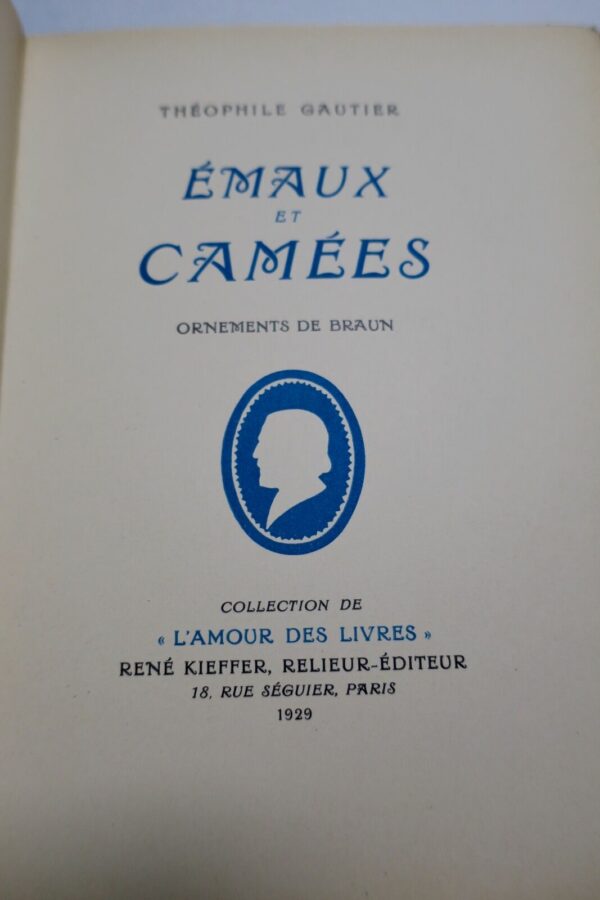 THÉOPHILE GAUTIER
ÉMAUX
ET
CAMÉES
ORNEMENTS DE BRAUN
COLLECTION DE
« L'AMOUR DES LIVRES »
RENÉ KIEFFER, RELIEUR-ÉDITEUR
18, RUE SÉGUIER, PARIS
1929